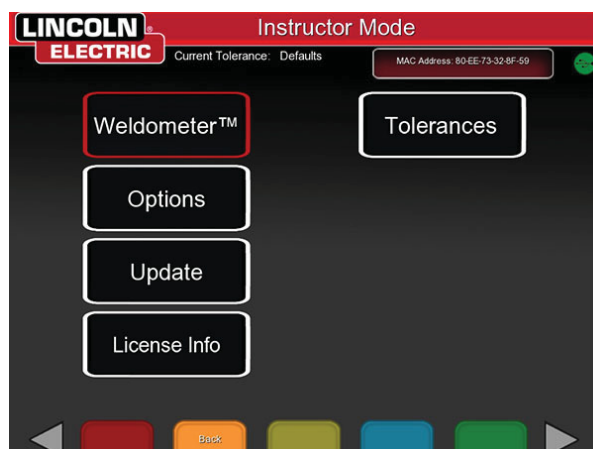 LINCOLN ®
ELECTRIC
Instructor Mode
Current Tolerance: Defaults
MAC Address: 80-EE-73-32-8F-59
Weldometer™
Tolerances
Options
Update
License Info
Back